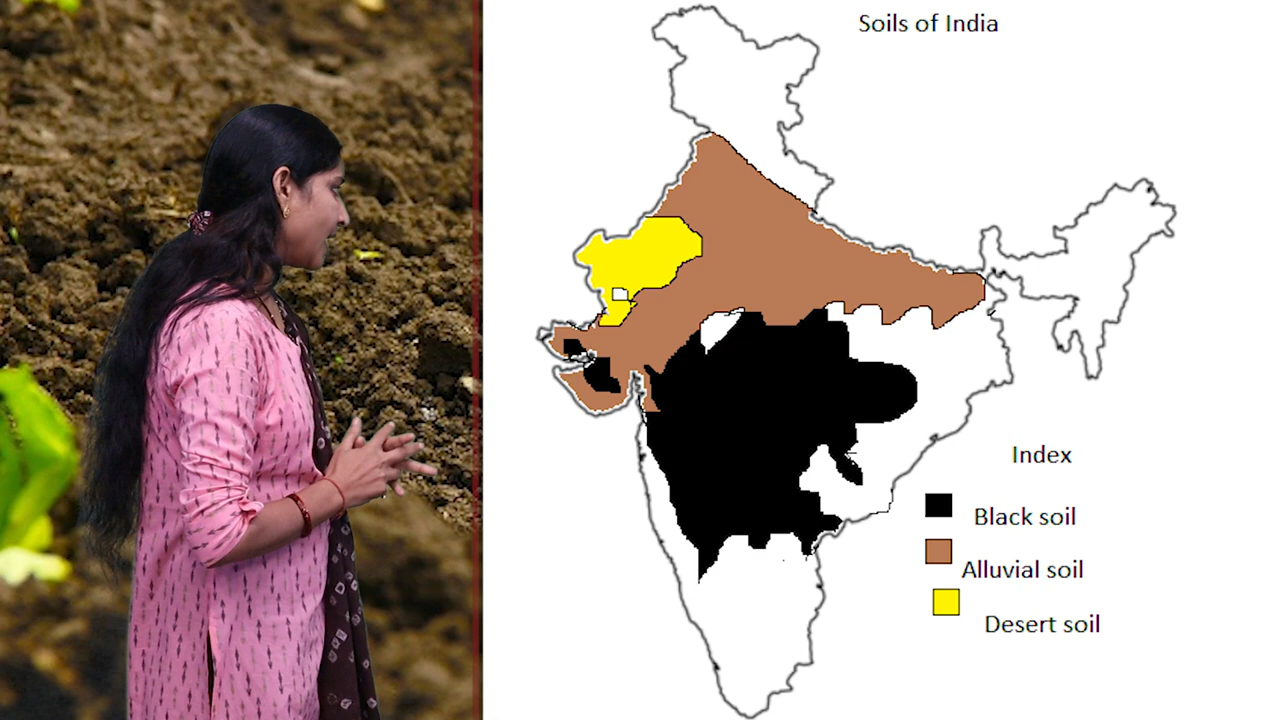 Soils of India
Index
Black soil
Alluvial soil
Desert soil